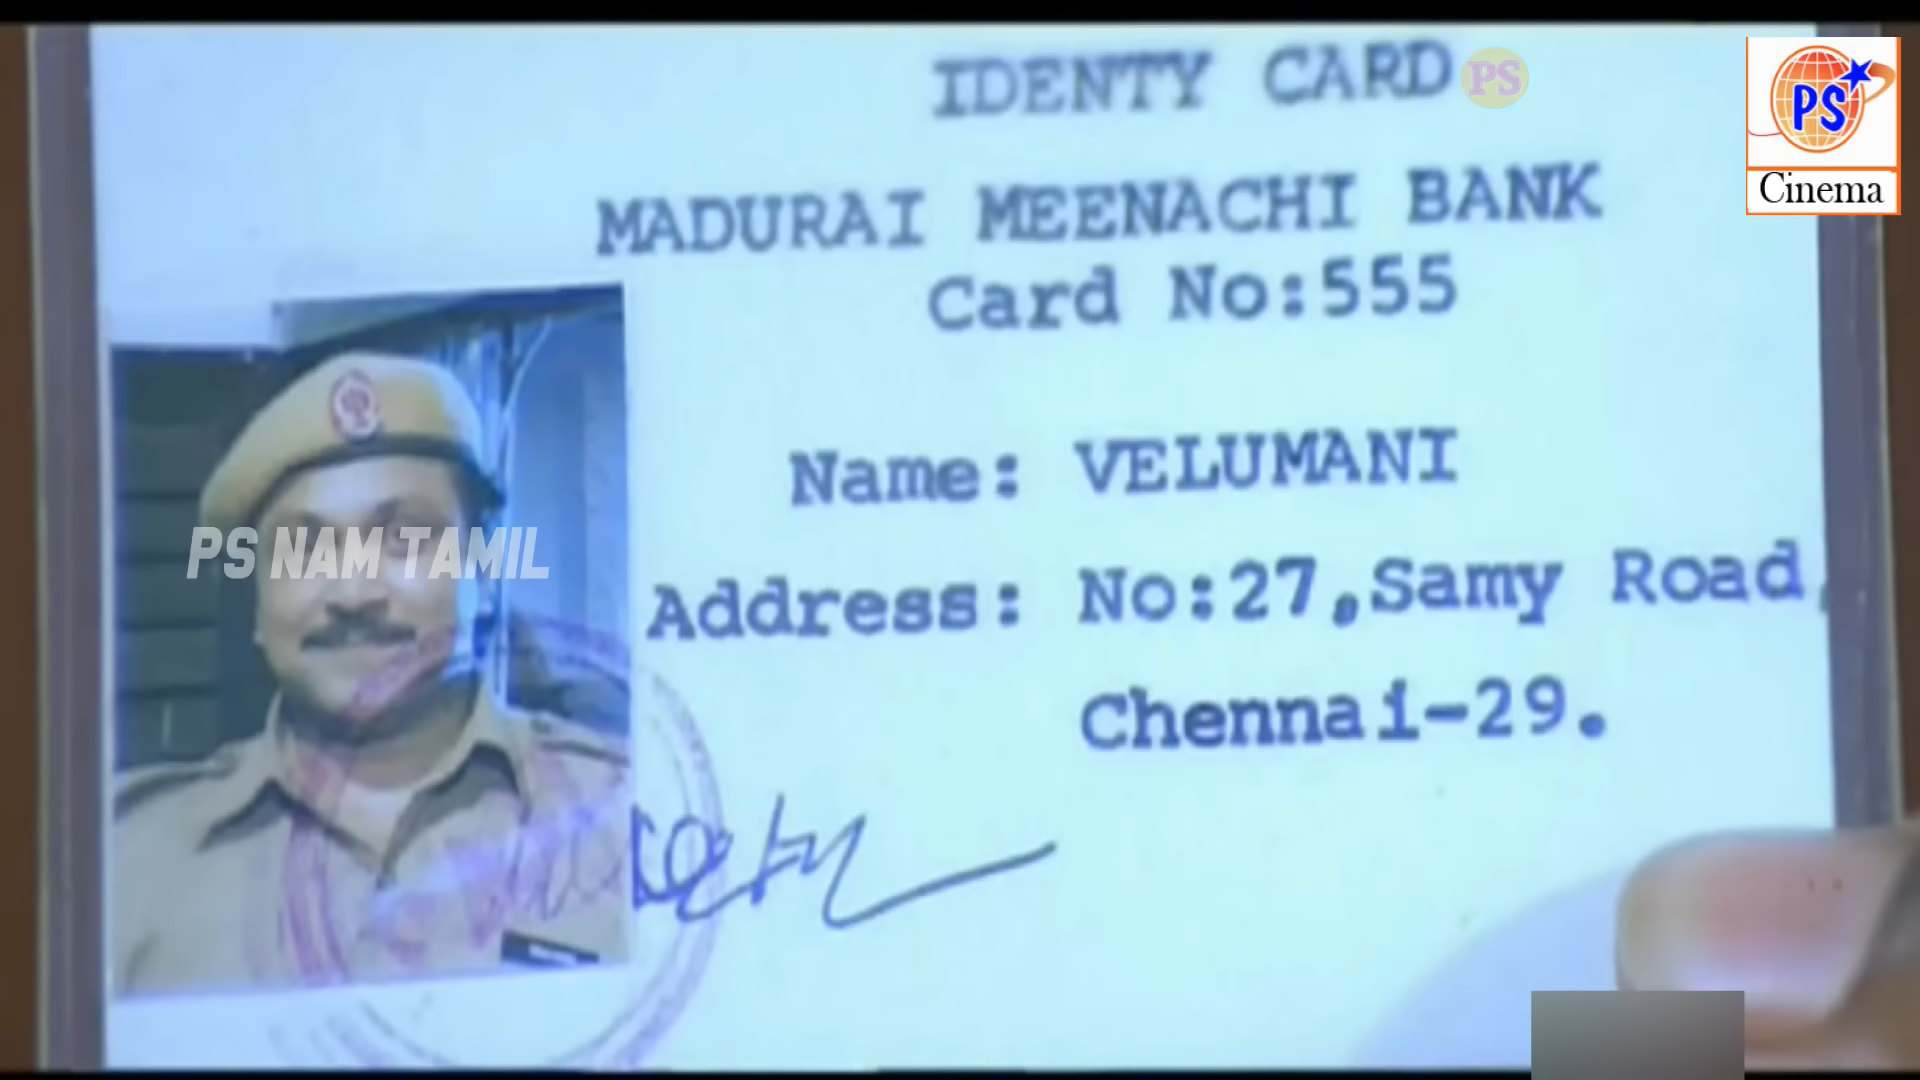 IDENTY CARD
PS
PS
Cinema
MADURAI MEENACHI BANK
Card No:555
Name: VELUMANI
PS NAM TAMIL
Address: No:27,Samy Road,
Chennai-29.